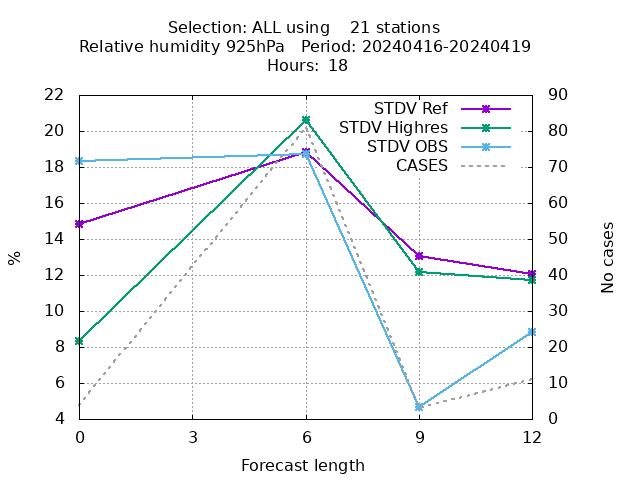 Selection: ALL using    21 stations
Relative humidity 925hPa   Period: 20240416-20240419
Hours: 18
STDV Ref
STDV Highres
STDV OBS
CASES
22
20
18
16
14
12
10
8
6
4
%
90
80
70
60
50
40
30
20
10
0
No cases
0 3 6 9 12
Forecast length